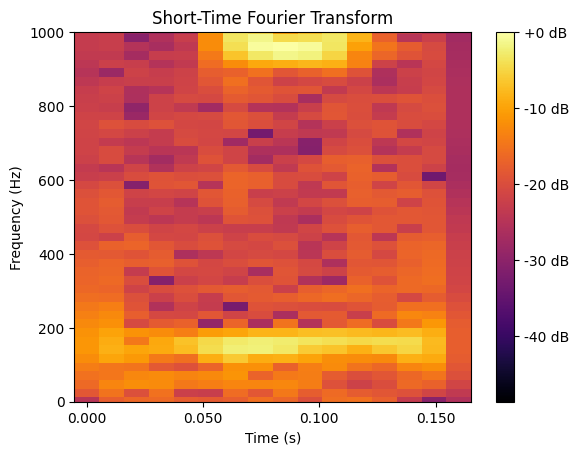 Short-Time Fourier Transform
1000
800
600
400
200
0
Frequency (Hz)
0.000
0.050
0.100
0.150
Time (s)
+0 dB
-10 dB
-20 dB
-30 dB
-40 dB